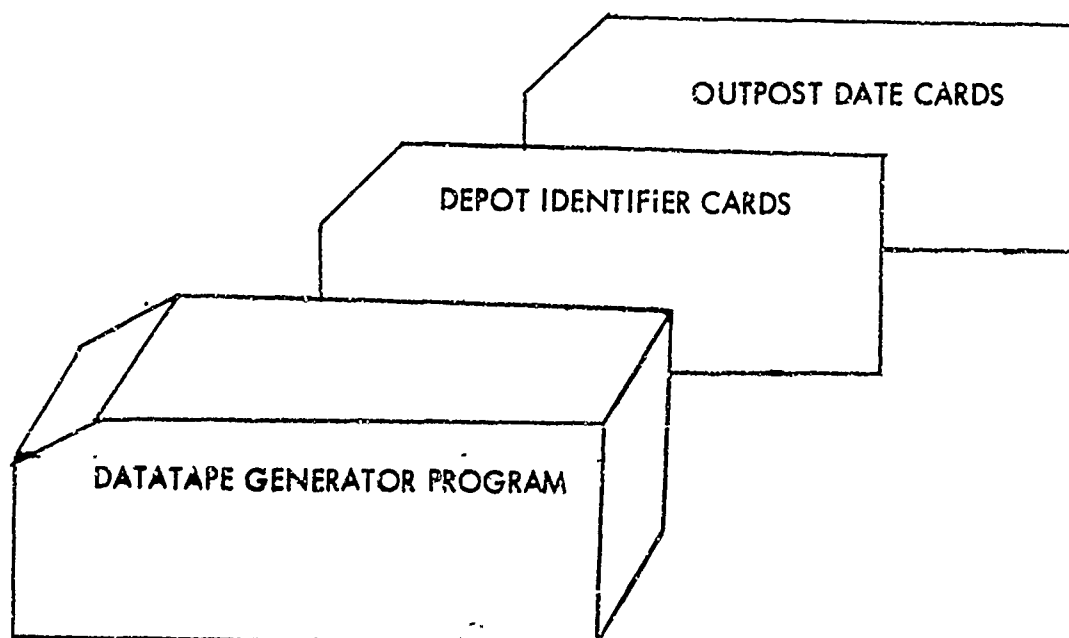 OUTPOST DATE CARDS
DEPOT IDENTIFIER CARDS
DATATAPE GENERATOR PROGRAM